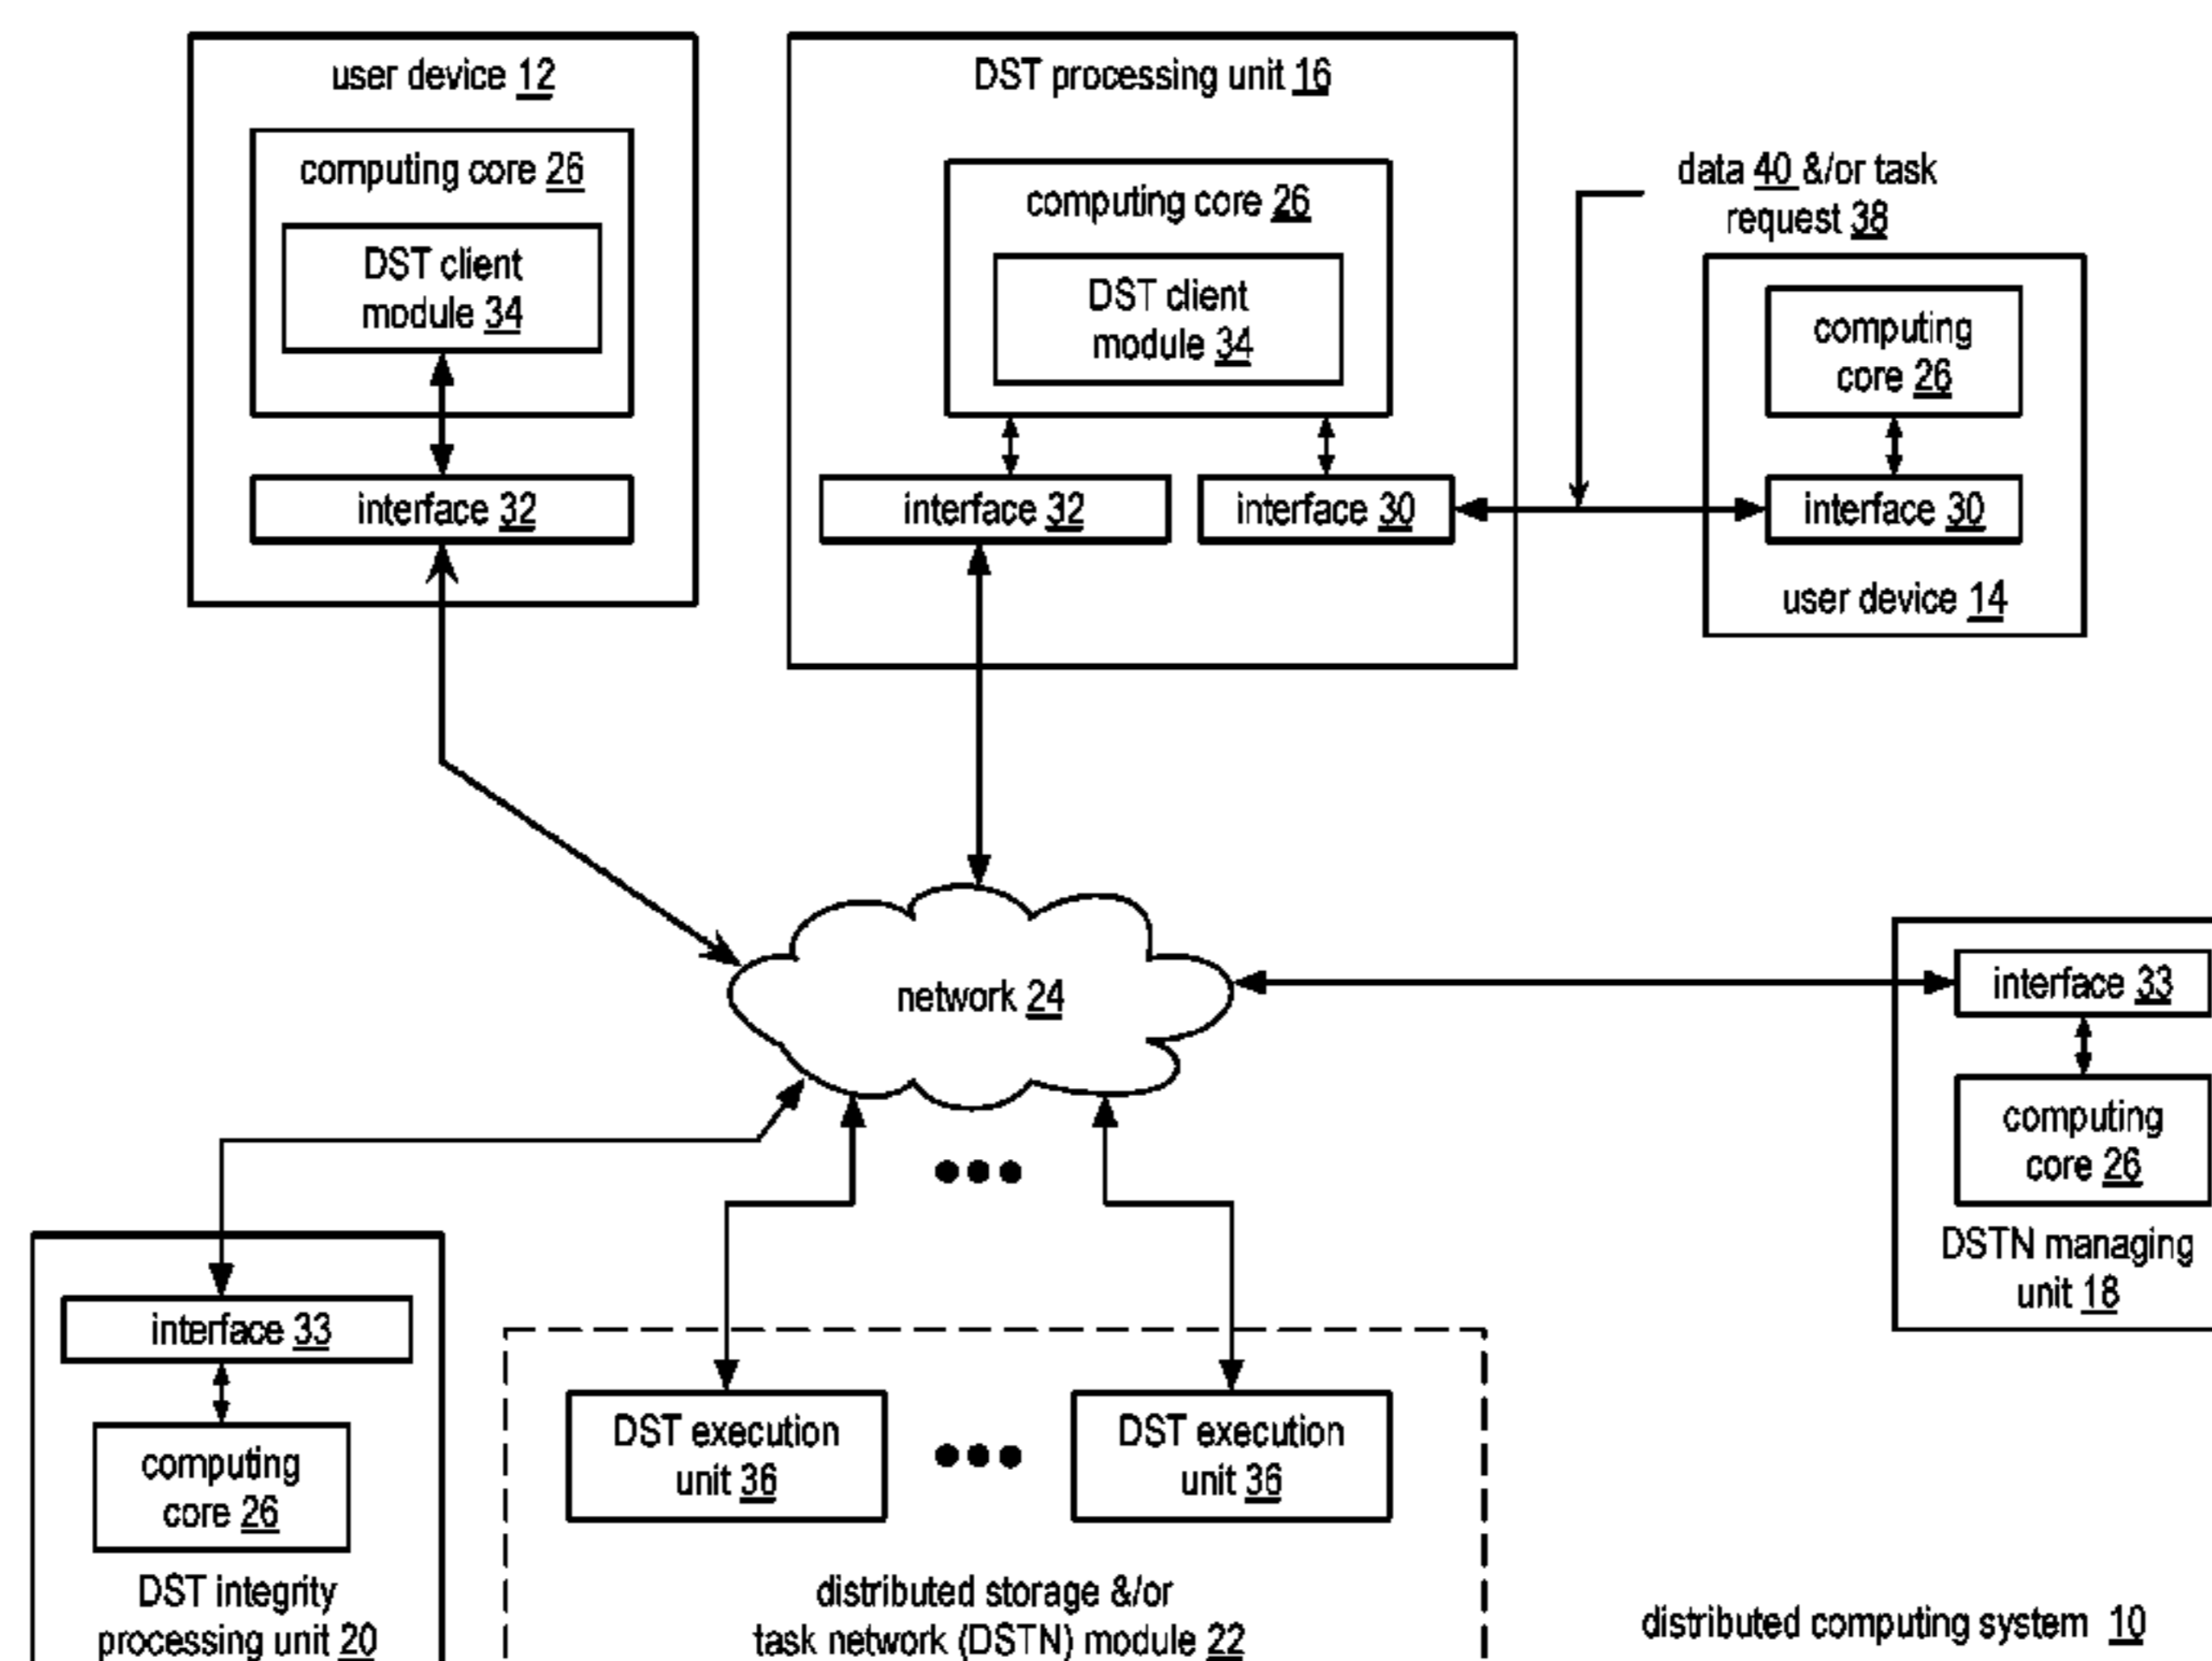 user device 12
computing core 26
DST client
module 34
interface 32
DST processing unit 16
computing core 26
DST client
module 34
interface 32
interface 30
data 40 &/or task
request 38
computing
core 26
interface 30
user device 14
network 24
interface 33
computing
core 26
DSTN managing
unit 18
interface 33
computing
core 26
DST integrity
processing unit 20
DST execution
unit 36
DST execution
unit 36
distributed storage &/or
task network (DSTN) module 22
distributed computing system 10